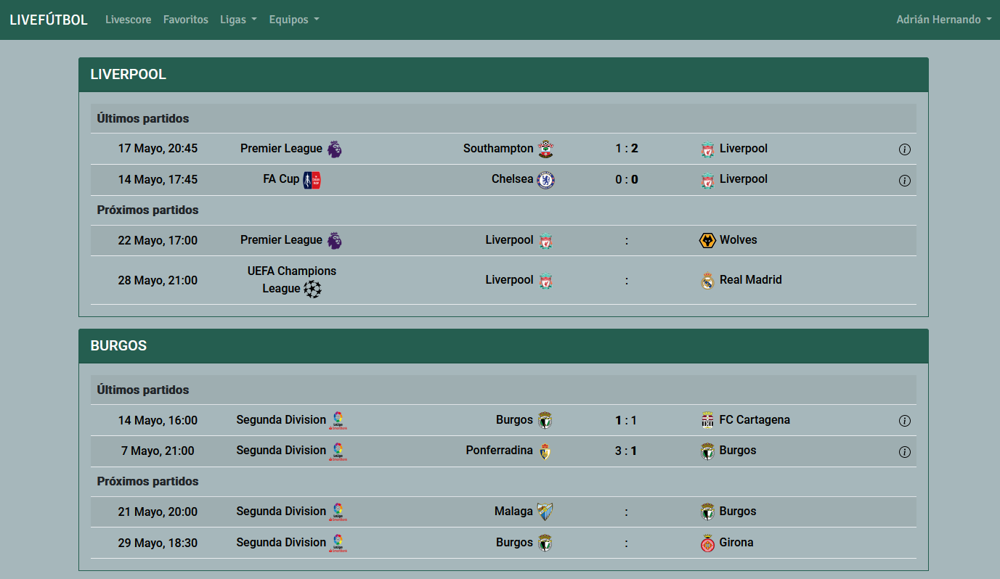 LIVEFÚTBOL Livescore Favoritos Ligas Equipos Adrián Hernando
LIVERPOOL
Últimos partidos
17 Mayo, 20:45 Premier League Southampton 1 : 2 Liverpool
14 Mayo, 17:45 FA Cup Chelsea 0 : 0 Liverpool
Próximos partidos
22 Mayo, 17:00 Premier League Liverpool : Wolves
28 Mayo, 21:00 UEFA Champions
League Liverpool : Real Madrid
BURGOS
Últimos partidos
14 Mayo, 16:00 Segunda Division Burgos 1 : 1 FC Cartagena
7 Mayo, 21:00 Segunda Division Ponferradina 3 : 1 Burgos
Próximos partidos
21 Mayo, 20:00 Segunda Division Malaga : Burgos
29 Mayo, 18:30 Segunda Division Burgos : Girona